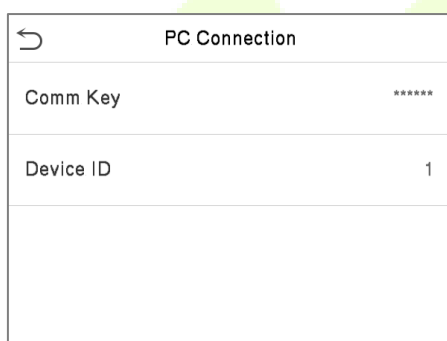 PC Connection
Comm Key ******
Device ID 1